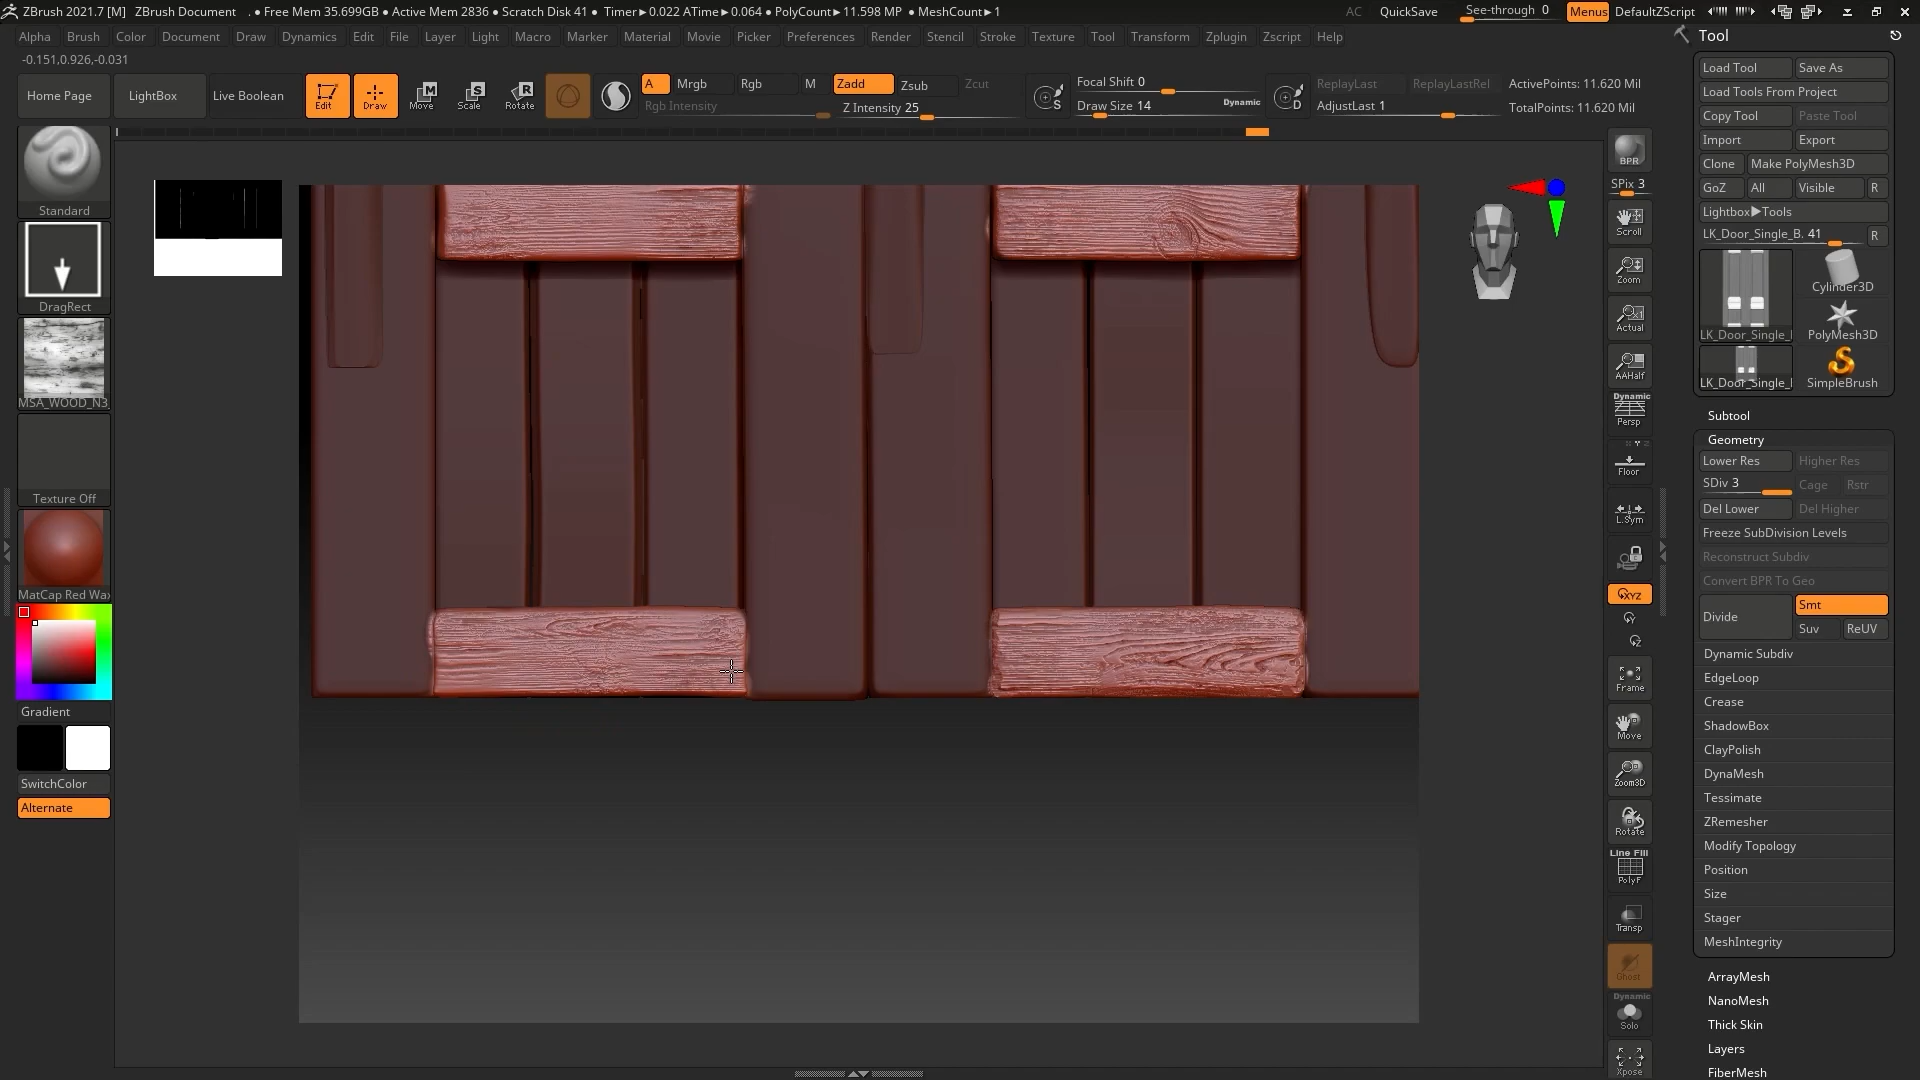 ZBrush 2021.7 [M] ZBrush Document . • Free Mem 35.699GB • Active Mem 2836 • Scratch Disk 41 • Timer►0.022 ATime►0.064 • PolyCount►11.598 MP • MeshCount►1 AC QuickSave See-through 0 Menus DefaultZScript
Alpha Brush Color Document Draw Dynamics Edit File Layer Light Macro Marker Material Movie Picker Preferences Render Stencil Stroke Texture Tool Transform Zplugin Zscript Help
-0.151,0.926,-0.031
Home Page LightBox Live Boolean Edit Draw Move Scale Rotate
A Mrgb Rgb M Zadd Zsub Zcut
Rgb Intensity Z Intensity 25
Focal Shift 0
Draw Size 14 Dynamic
ReplayLast ReplayLastRel
AdjustLast 1
ActivePoints: 11.620 Mil
TotalPoints: 11.620 Mil
Standard
DragRect
MSA_WOOD_N3_
Texture Off
MatCap Red Wax
Gradient
SwitchColor
Alternate
BPR
SPix 3
Scroll
Zoom
Actual
AAHalf
Dynamic
Persp
Floor
L.Sym
XYZ
Frame
Move
Zoom3D
Rotate
Line Fill
PolyF
Transp
Ghost
Dynamic
Solo
Xpose
Tool
Load Tool Save As
Load Tools From Project
Copy Tool Paste Tool
Import Export
Clone Make PolyMesh3D
GoZ All Visible R
Lightbox►Tools
LK_Door_Single_B. 41 R
Cylinder3D
LK_Door_Single_ PolyMesh3D
LK_Door_Single_ SimpleBrush
Subtool
Geometry
Lower Res Higher Res
SDiv 3 Cage Rstr
Del Lower Del Higher
Freeze SubDivision Levels
Reconstruct Subdiv
Convert BPR To Geo
Divide Smt
Suv ReUV
Dynamic Subdiv
EdgeLoop
Crease
ShadowBox
ClayPolish
DynaMesh
Tessimate
ZRemesher
Modify Topology
Position
Size
Stager
MeshIntegrity
ArrayMesh
NanoMesh
Thick Skin
Layers
FiberMesh